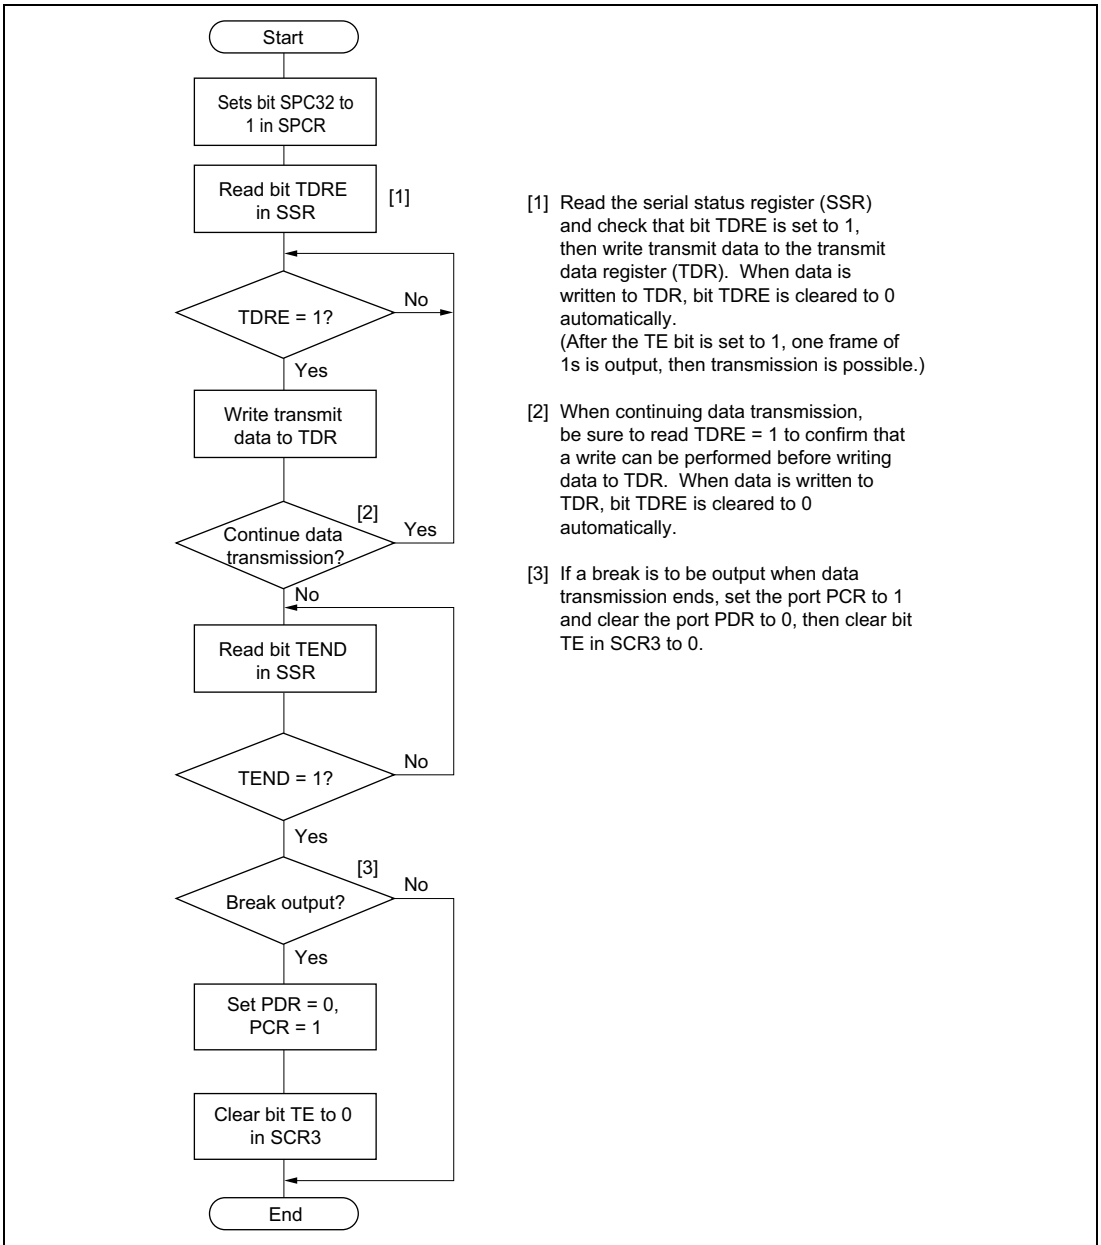 Start
Sets bit SPC32 to
1 in SPCR
Read bit TDRE
in SSR
[1]
TDRE = 1?
No
Yes
Write transmit
data to TDR
[2]
Continue data
transmission?
Yes
No
Read bit TEND
in SSR
TEND = 1?
No
Yes
[3]
Break output?
No
Yes
Set PDR = 0,
PCR = 1
Clear bit TE to 0
in SCR3
End
[1] Read the serial status register (SSR)
and check that bit TDRE is set to 1,
then write transmit data to the transmit
data register (TDR). When data is
written to TDR, bit TDRE is cleared to 0
automatically.
(After the TE bit is set to 1, one frame of
1s is output, then transmission is possible.)
[2] When continuing data transmission,
be sure to read TDRE = 1 to confirm that
a write can be performed before writing
data to TDR. When data is written to
TDR, bit TDRE is cleared to 0
automatically.
[3] If a break is to be output when data
transmission ends, set the port PCR to 1
and clear the port PDR to 0, then clear bit
TE in SCR3 to 0.